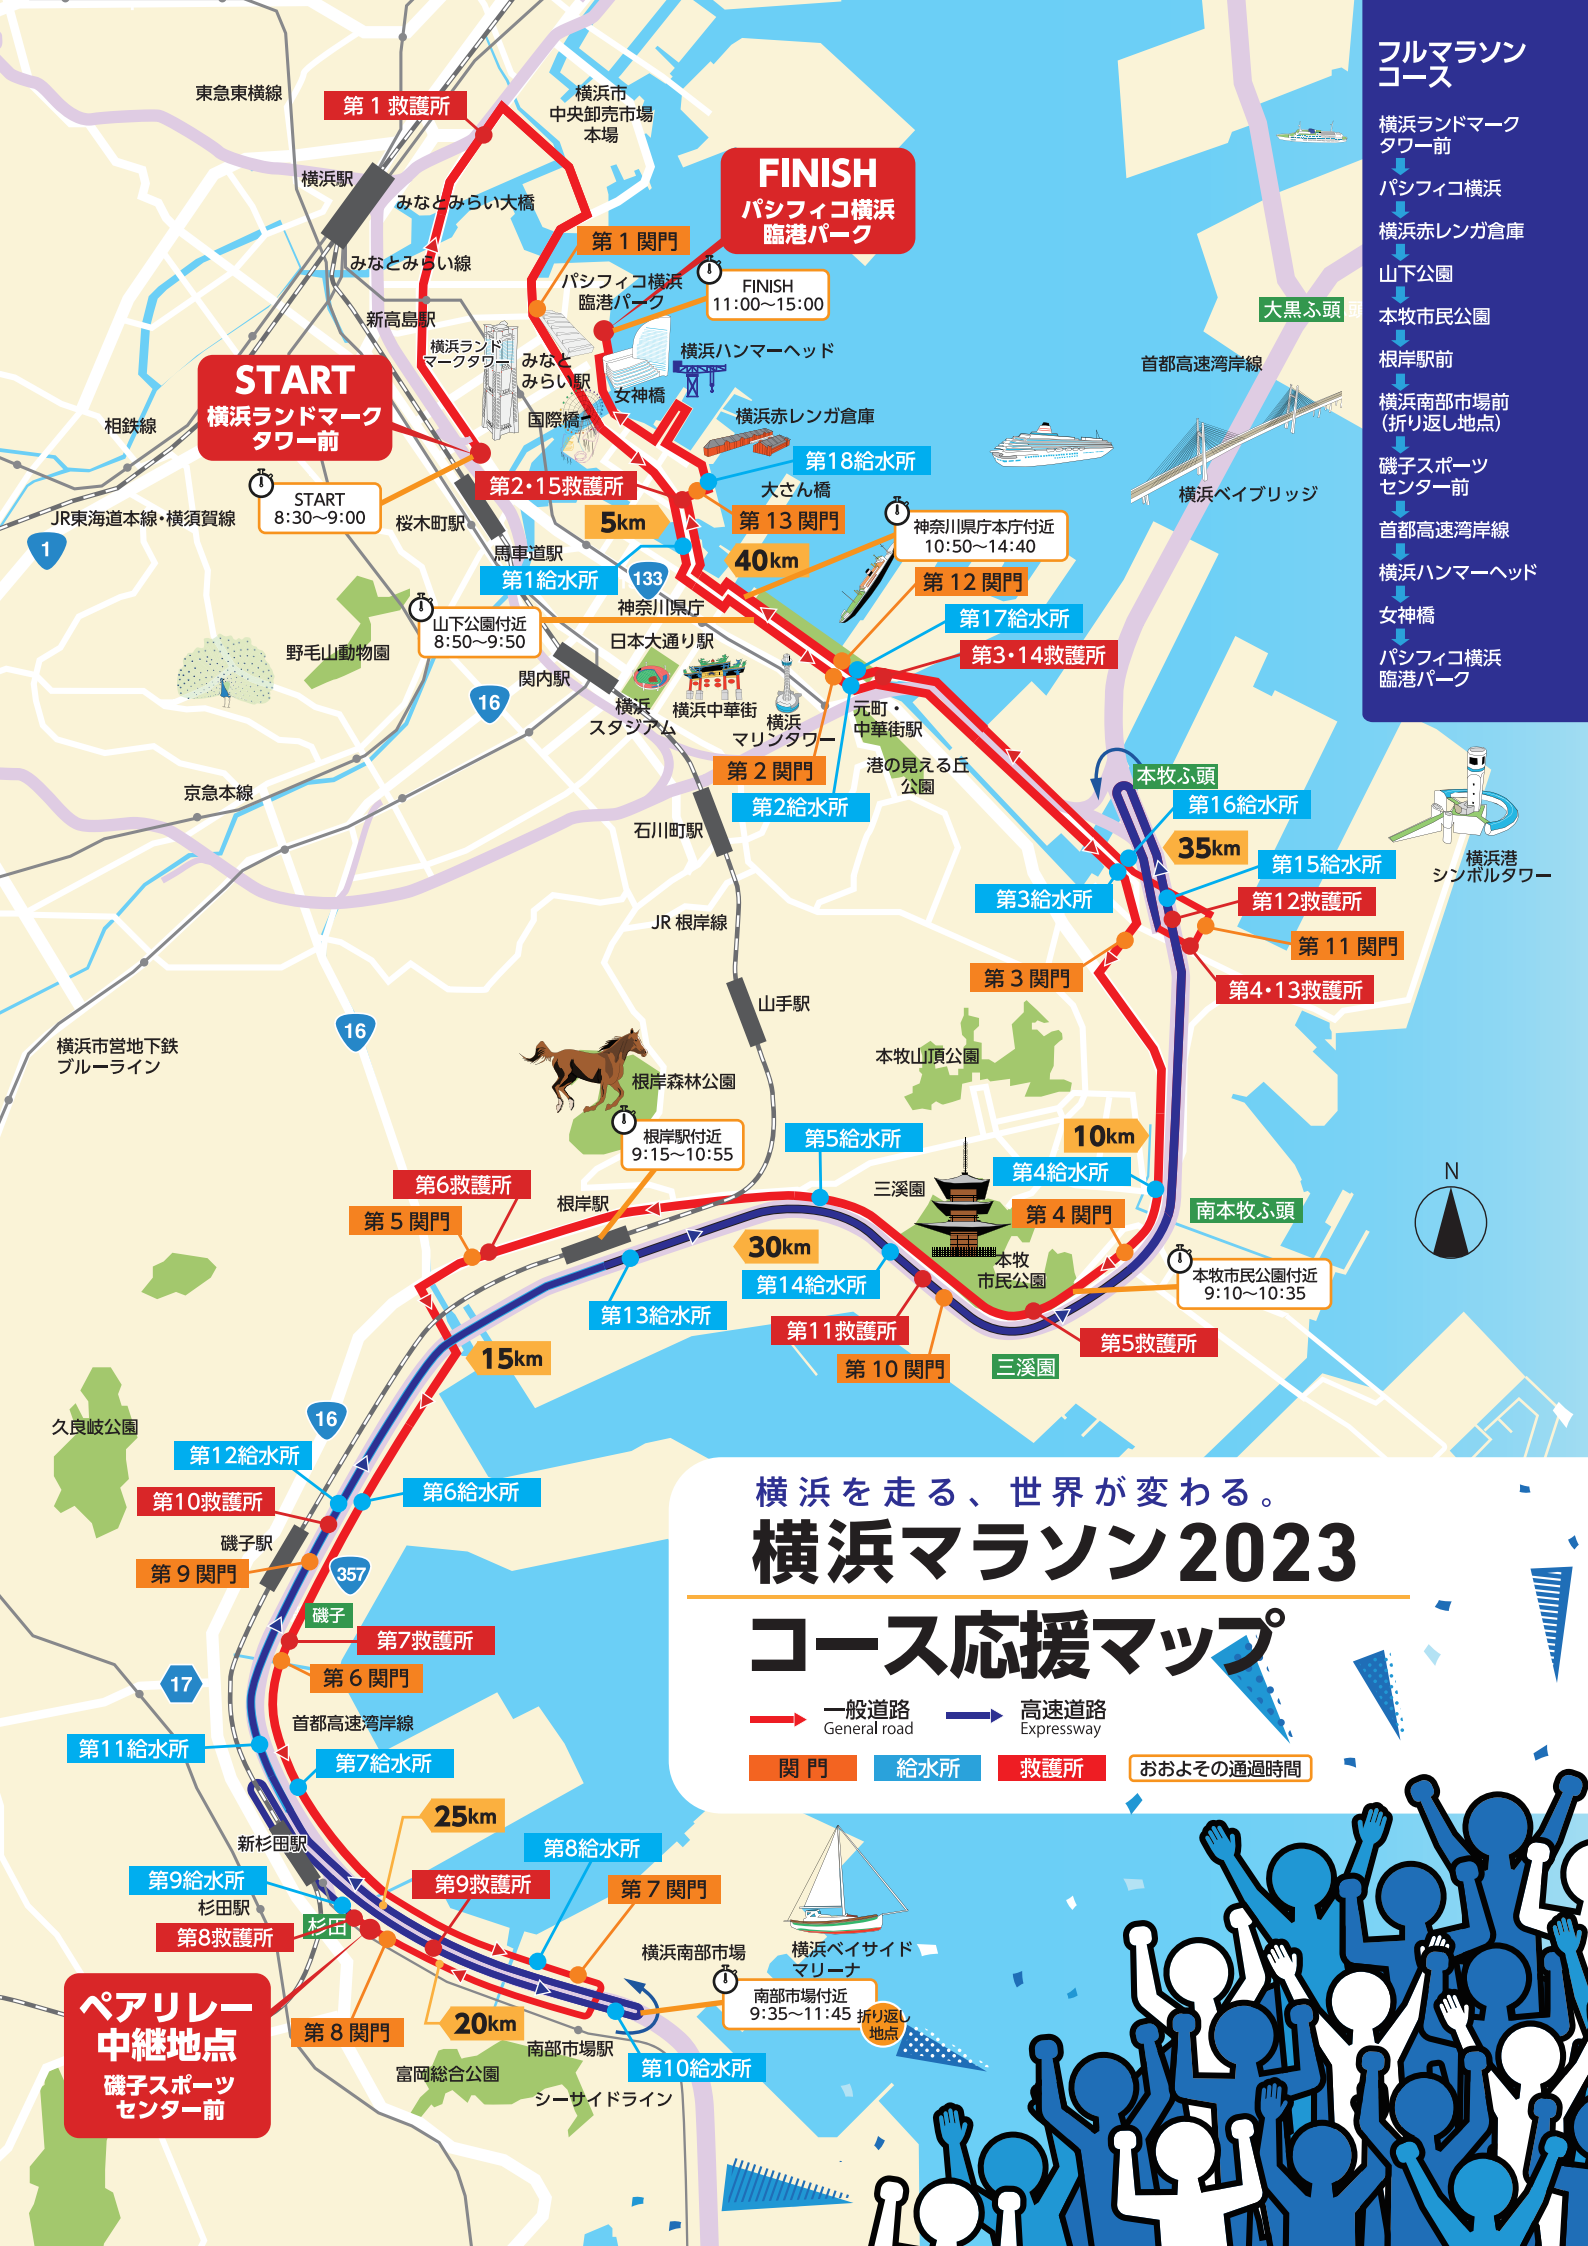 フルマラソン
コース
横浜ランドマーク
タワー前
パシフィコ横浜
横浜赤レンガ倉庫
山下公園
本牧市民公園
根岸駅前
横浜南部市場前
(折り返し地点)
磯子スポーツ
センター前
首都高速湾岸線
横浜ハンマーヘッド
女神橋
パシフィコ横浜
臨港パーク
東急東横線
第1救護所
横浜市
中央卸売市場
本場
横浜駅
みなとみらい大橋
FINISH
パシフィコ横浜
臨港パーク
第1関門
みなとみらい線
パシフィコ横浜
臨港パーク
FINISH
11:00〜15:00
大黒ふ頭
新高島駅
横浜ランド
マークタワー
みなと
みらい駅
横浜ハンマーヘッド
首都高速湾岸線
START
横浜ランドマーク
タワー前
女神橋
国際橋
横浜赤レンガ倉庫
相鉄線
第18給水所
START
8:30〜9:00
第2・15救護所
大さん橋
横浜ベイブリッジ
JR東海道本線・横須賀線
桜木町駅
5km
第13関門
神奈川県庁本庁付近
10:50〜14:40
1
馬車道駅
40km
第1給水所
133
第12関門
神奈川県庁
第17給水所
山下公園付近
8:50〜9:50
日本大通り駅
第3・14救護所
野毛山動物園
関内駅
16
横浜
スタジアム
横浜中華街
横浜
マリンタワー
元町・
中華街駅
第2関門
港の見える丘
公園
本牧ふ頭
京急本線
第2給水所
第16給水所
石川町駅
35km
第15給水所
横浜港
シンボルタワー
第3給水所
第12救護所
JR根岸線
第11関門
第3関門
第4・13救護所
山手駅
16
横浜市営地下鉄
ブルーライン
本牧山頂公園
根岸森林公園
根岸駅付近
9:15〜10:55
第5給水所
10km
第4給水所
N
第6救護所
三溪園
根岸駅
第5関門
第4関門
南本牧ふ頭
30km
第14給水所
本牧
市民公園
本牧市民公園付近
9:10〜10:35
第13給水所
第11救護所
第5救護所
15km
第10関門
三溪園
久良岐公園
16
第12給水所
第10救護所
第6給水所
磯子駅
第9関門
357
磯子
第7救護所
17
第6関門
首都高速湾岸線
第11給水所
第7給水所
横浜を走る、世界が変わる。
横浜マラソン2023
コース応援マップ
一般道路
General road
高速道路
Expressway
関門
給水所
救護所
おおよその通過時間
25km
新杉田駅
第8給水所
第9給水所
第9救護所
第7関門
杉田駅
杉田
第8救護所
横浜南部市場
横浜ベイサイド
マリーナ
ペアリレー
中継地点
磯子スポーツ
センター前
南部市場付近
9:35〜11:45
折り返し
地点
第8関門
20km
南部市場駅
富岡総合公園
第10給水所
シーサイドライン